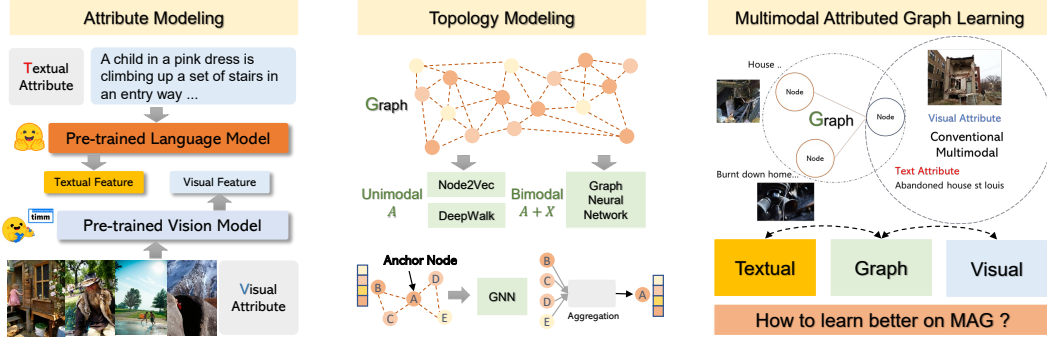 Attribute Modeling
Textual
Attribute
A child in a pink dress is
climbing up a set of stairs in
an entry way ...
Pre-trained Language Model
Textual Feature
Visual Feature
timm
Pre-trained Vision Model
Visual
Attribute
Topology Modeling
Graph
Unimodal
A
Node2Vec
DeepWalk
Bimodal
A + X
Graph
Neural
Network
Anchor Node
B
D
A
C
E
GNN
B
C
D
E
Aggregation
A
Multimodal Attributed Graph Learning
House ..
Node
Graph
Node
Node
Burnt down home...
Visual Attribute
Conventional
Multimodal
Text Attribute
Abandoned house st louis
Textual
Graph
Visual
How to learn better on MAG ?